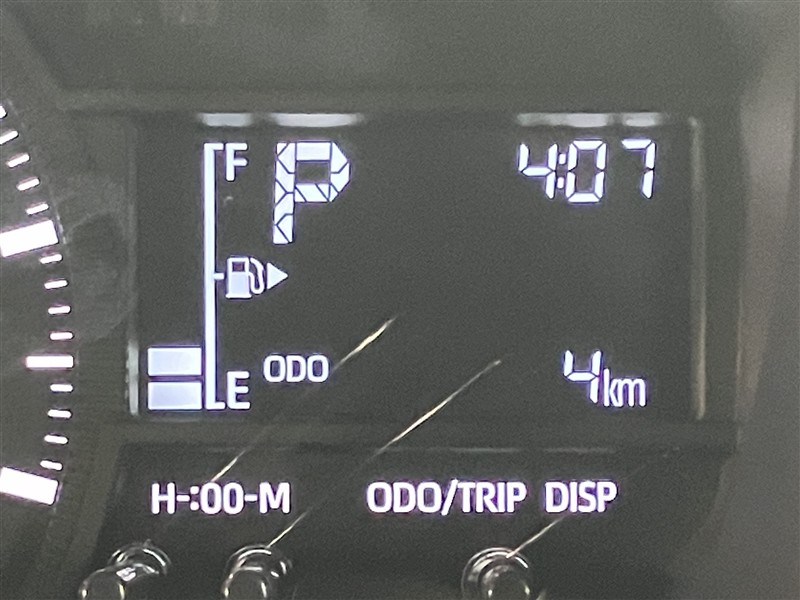 F P 4:07
E ODO 4km
H-:00-M ODO/TRIP DISP